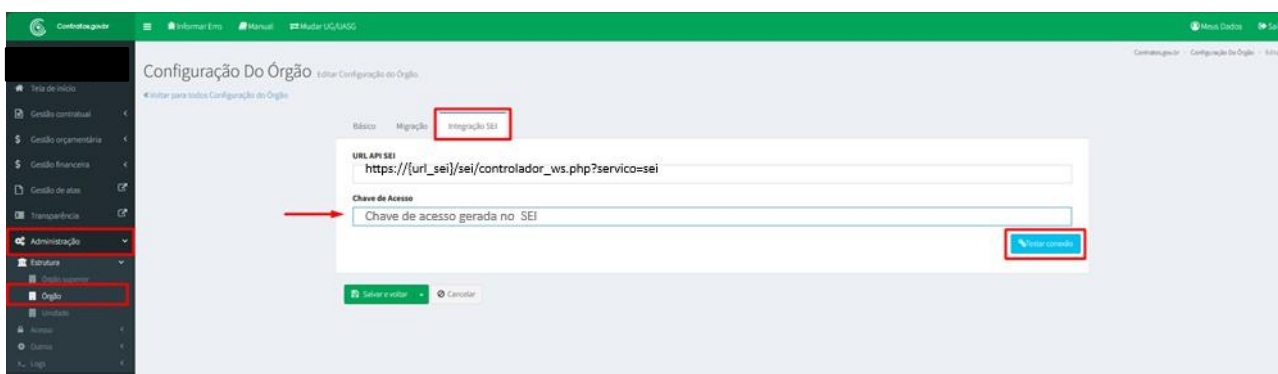 Contratos.gov.br
Informar Ems Manual Mudar UG/UASG
Meus Dados
Contratos.gov.br Configuração Do Órgão
Configuração Do Órgão Editar Configuração do Órgão.
Voltar para todos Configuração do Órgão
Tela de início
Gestão contratual
Gestão orçamentária
Gestão financeira
Gestão de atas
Transparência
Administração
Estrutura
Órgão superior
Órgão
Unidade
Acesso
Outros
Logs
Básico Migração Integração SEI
URL API SEI
https://{url_sei}/sei/controlador_ws.php?servico=sei
Chave de Acesso
Chave de acesso gerada no SEI
Testar conexão
Salvar e voltar Cancelar